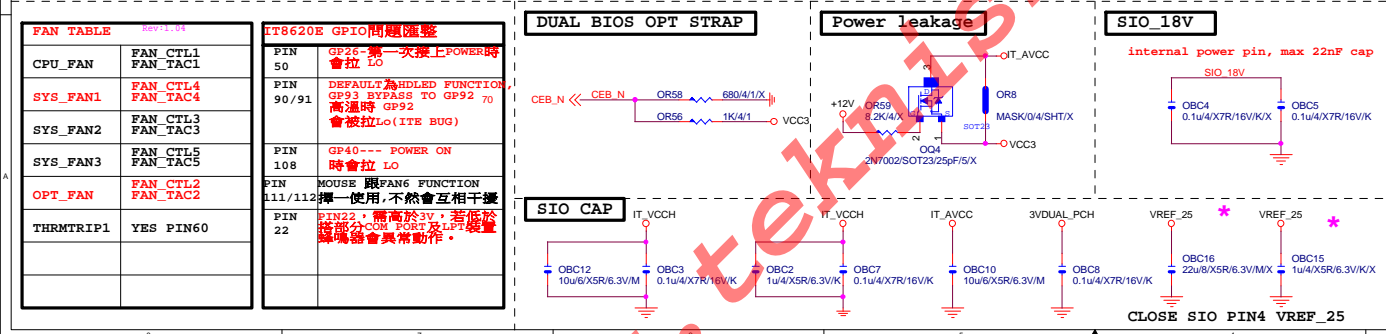 FAN TABLE Rev:1.04
CPU_FAN FAN_CTL1
FAN_TAC1
SYS_FAN1 FAN_CTL4
FAN_TAC4
SYS_FAN2 FAN_CTL3
FAN_TAC3
SYS_FAN3 FAN_CTL5
FAN_TAC5
OPT_FAN FAN_CTL2
FAN_TAC2
THRMTRIP1 YES PIN60
IT8620E GPIO問題匯整
PIN 50
GP26-第一次接上POWER時
會拉 LO
PIN 90/91
DEFAULT為HDLED FUNCTION,
GP93 BYPASS TO GP92 70
高溫時 GP92
會被拉Lo(ITE BUG)
PIN 108
GP40--- POWER ON
時會拉 LO
PIN 111/112
MOUSE 跟FAN6 FUNCTION
擇一使用,不然會互相干擾
PIN 22
PIN22，需高於3V，若低於
搭部分COM PORT及LPT裝置
蜂鳴器會異常動作。
DUAL BIOS OPT STRAP
CEB_N CEB_N OR58 680/4/1/X
OR56 1K/4/1 VCC3
Power leakage
IT_AVCC
+12V OR59
8.2K/4/X
3
D
G
S
2
1
OR8
MASK/0/4/SHT/X
SOT23
VCC3
OQ4
2N7002/SOT23/25pF/5/X
SIO_18V
internal power pin, max 22nF cap
SIO_18V
OBC4
0.1u/4/X7R/16V/K/X
OBC5
0.1u/4/X7R/16V/K/X
SIO CAP
IT_VCCH IT_VCCH IT_AVCC 3VDUAL_PCH VREF_25 * VREF_25 *
OBC12
10u/6/X5R/6.3V/M
OBC3
0.1u/4/X7R/16V/K
OBC2
1u/4/X5R/6.3V/K
OBC7
0.1u/4/X7R/16V/K
OBC10
10u/6/X5R/6.3V/M
OBC8
0.1u/4/X7R/16V/K
OBC16
22u/8/X5R/6.3V/M/X
OBC15
1u/4/X5R/6.3V/K/X
CLOSE SIO PIN4 VREF_25
A
teknis